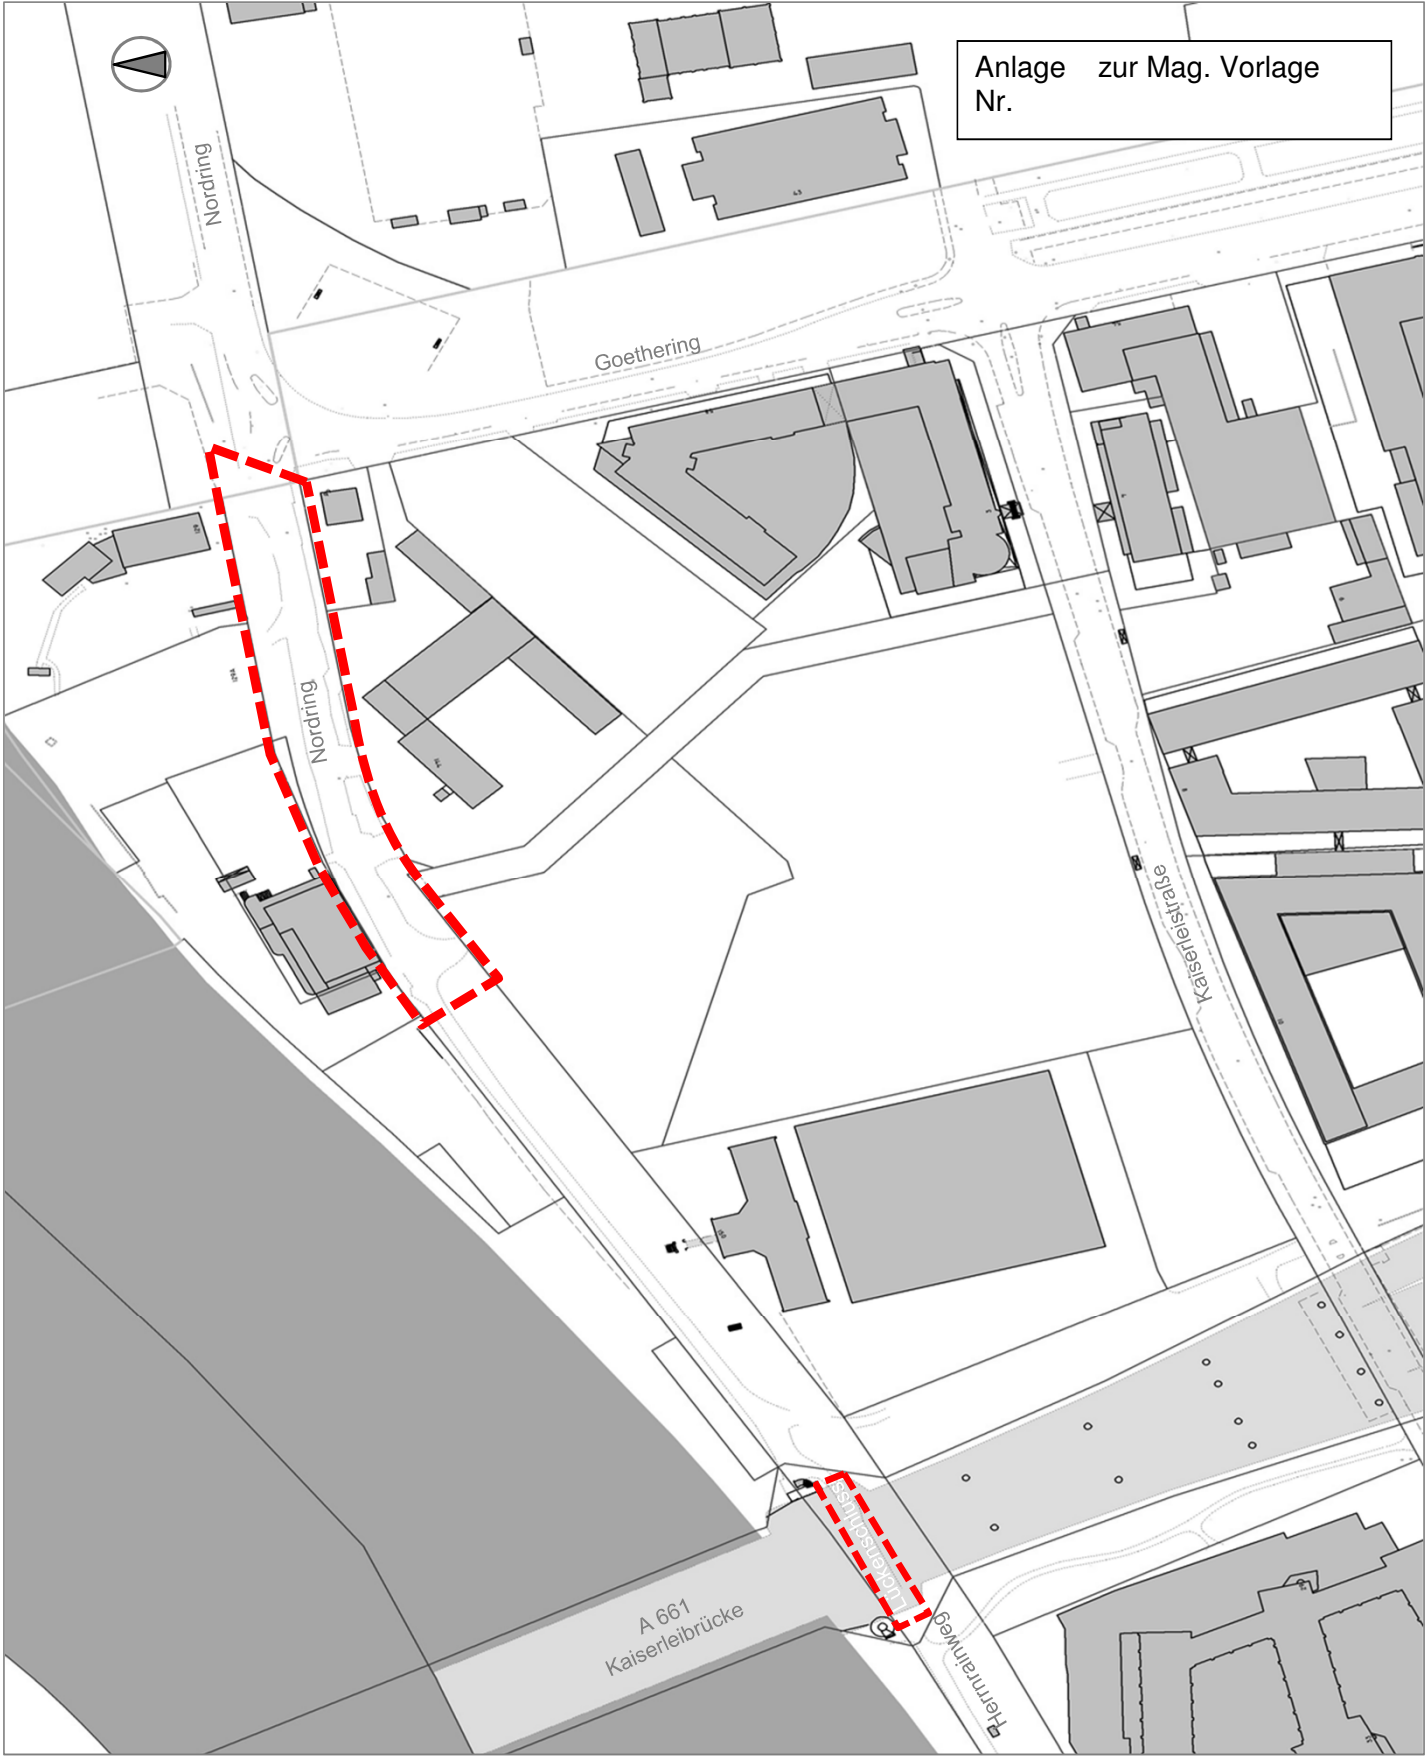 Anlage zur Mag. Vorlage
Nr.
Nordring
Goethering
Nordring
Kaiserleistraße
Lückenschluss
A 661
Kaiserleibrücke
Herrnrainweg